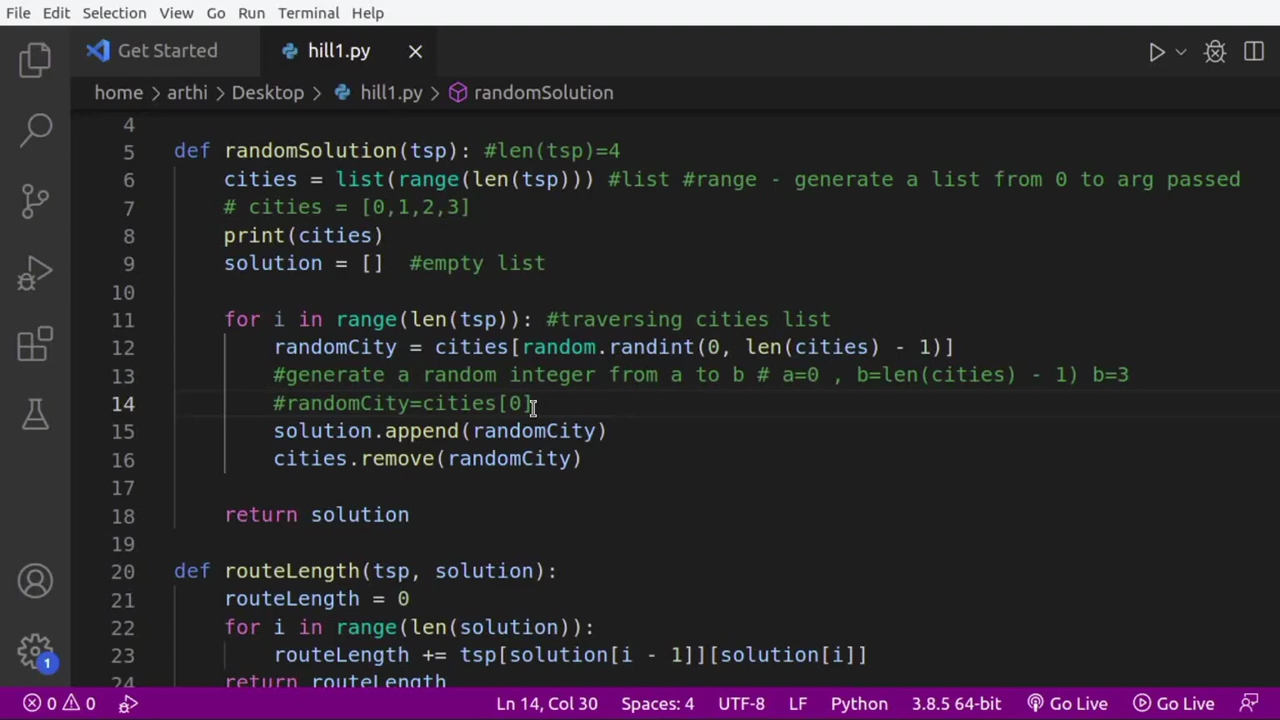 File Edit Selection View Go Run Terminal Help
Get Started hill1.py
home > arthi > Desktop > hill1.py > randomSolution
4
5 def randomSolution(tsp): #len(tsp)=4
6 cities = list(range(len(tsp))) #list #range - generate a list from 0 to arg passed
7 # cities = [0,1,2,3]
8 print(cities)
9 solution = [] #empty list
10
11 for i in range(len(tsp)): #traversing cities list
12 randomCity = cities[random.randint(0, len(cities) - 1)]
13 #generate a random integer from a to b # a=0 , b=len(cities) - 1) b=3
14 #randomCity=cities[0]
15 solution.append(randomCity)
16 cities.remove(randomCity)
17
18 return solution
19
20 def routeLength(tsp, solution):
21 routeLength = 0
22 for i in range(len(solution)):
23 routeLength += tsp[solution[i - 1]][solution[i]]
24 return routeLength
1
0 0 Ln 14, Col 30 Spaces: 4 UTF-8 LF Python 3.8.5 64-bit Go Live Go Live